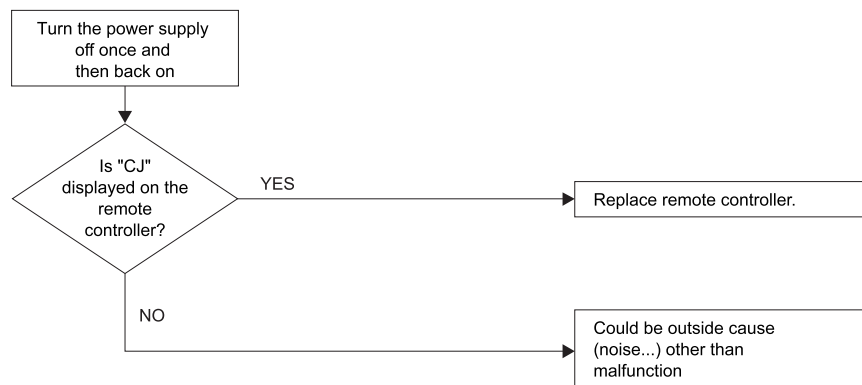 Turn the power supply
off once and
then back on
Is "CJ"
displayed on the
remote
controller?
YES
Replace remote controller.
NO
Could be outside cause
(noise...) other than
malfunction